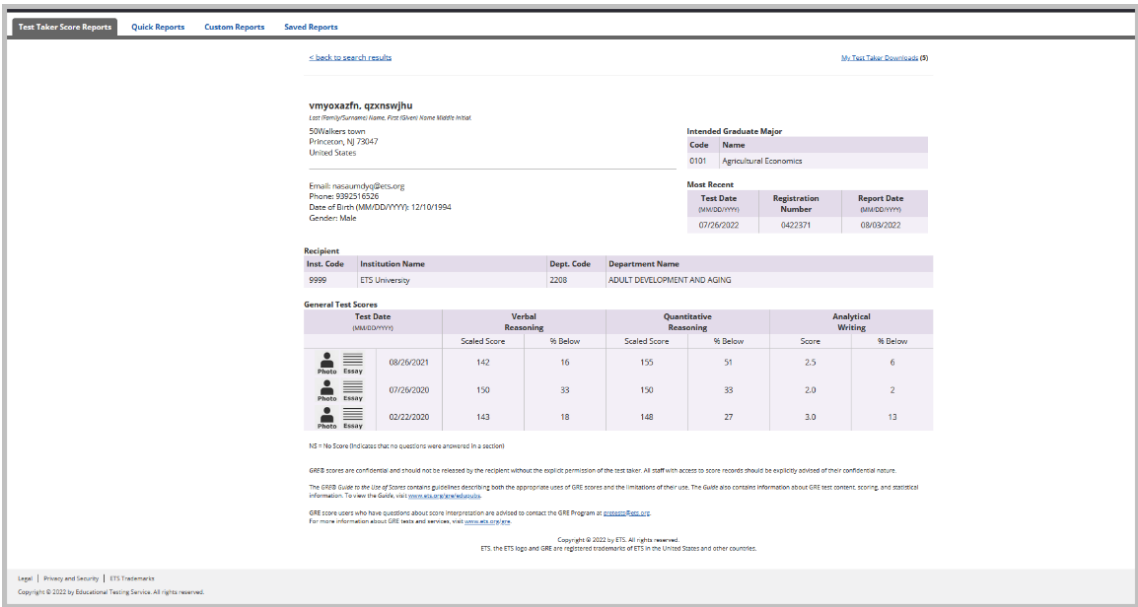 Test Taker Score Reports Quick Reports Custom Reports Saved Reports
< back to search results My Test Taker Downloads (3)
vmyoxazfn, qzxnswjhu
Last (Family/Surname) Name, First (Given) Name Middle Initial.
50Walkers town
Princeton, NJ 73047
United States
Intended Graduate Major
Code Name
0101 Agricultural Economics
Email: nasaumdyq@ets.org
Phone: 9392516526
Date of Birth (MM/DD/YYYY): 12/10/1994
Gender: Male
Most Recent
Test Date Registration Report Date
(MM/DD/YYYY) Number (MM/DD/YYYY)
07/26/2022 0422371 08/03/2022
Recipient
Inst. Code Institution Name Dept. Code Department Name
9999 ETS University 2208 ADULT DEVELOPMENT AND AGING
General Test Scores
Test Date Verbal Quantitative Analytical
(MM/DD/YYYY) Reasoning Reasoning Writing
Scaled Score % Below Scaled Score % Below Score % Below
Photo Essay 08/26/2021 142 16 155 51 2.5 6
Photo Essay 07/26/2020 150 33 150 33 2.0 2
Photo Essay 02/22/2020 143 18 148 27 3.0 13
NS = No Score (Indicates that no questions were answered in a section)
GRE® scores are confidential and should not be released by the recipient without the explicit permission of the test taker. All staff with access to score records should be explicitly advised of their confidential nature.
The GRE® Guide to the Use of Scores contains guidelines describing both the appropriate uses of GRE scores and the limitations of their use. The Guide also contains information about GRE test content, scoring, and statistical
information. To view the Guide, visit www.ets.org/gre/edupubs.
GRE score users who have questions about score interpretation are advised to contact the GRE Program at gretests@ets.org.
For more information about GRE tests and services, visit www.ets.org/gre.
Copyright © 2022 by ETS. All rights reserved.
ETS, the ETS logo and GRE are registered trademarks of ETS in the United States and other countries.
Legal | Privacy and Security | ETS Trademarks
Copyright © 2022 by Educational Testing Service. All rights reserved.